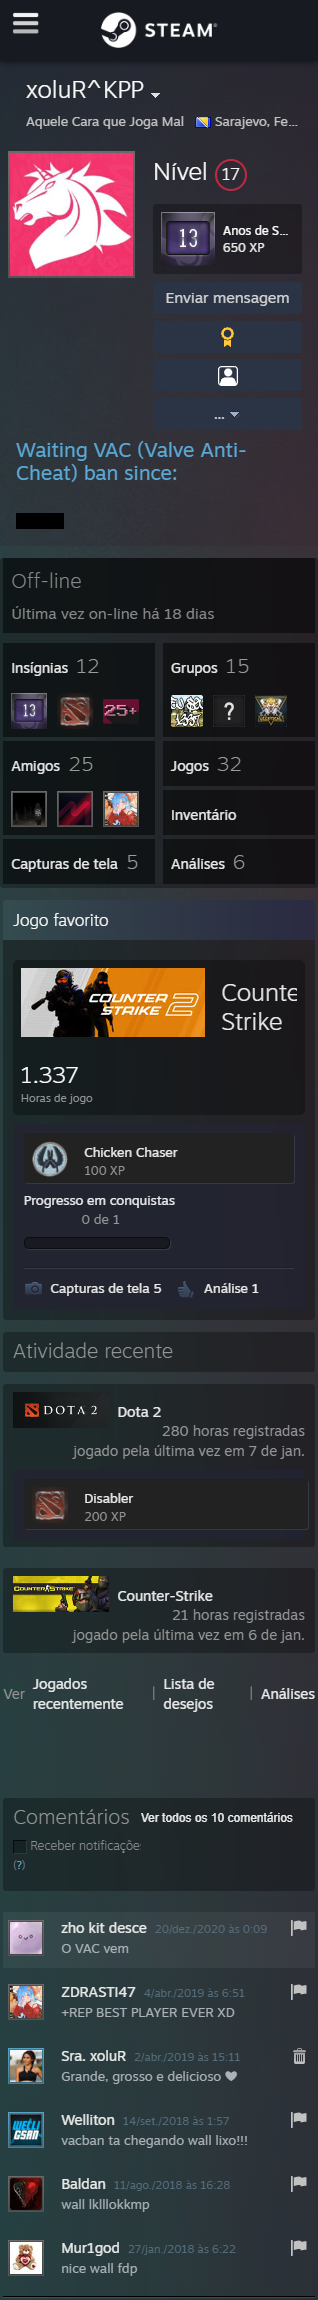 STEAM
xoluR^KPP
Aquele Cara que Joga Mal Sarajevo, Fe...
Nível 17
13
Anos de S...
650 XP
Enviar mensagem
...
Waiting VAC (Valve Anti-
Cheat) ban since:
Off-line
Última vez on-line há 18 dias
Insígnias 12
Grupos 15
13 25+ ?
Amigos 25
Jogos 32
Inventário
Capturas de tela 5
Análises 6
Jogo favorito
COUNTER
STRIKE 2
Counte
Strike
1.337
Horas de jogo
Chicken Chaser
100 XP
Progresso em conquistas
0 de 1
Capturas de tela 5 Análise 1
Atividade recente
DOTA 2
Dota 2
280 horas registradas
jogado pela última vez em 7 de jan.
Disabler
200 XP
COUNTER-STRIKE
Counter-Strike
21 horas registradas
jogado pela última vez em 6 de jan.
Ver Jogados recentemente | Lista de desejos | Análises
Comentários Ver todos os 10 comentários
Receber notificaçõe
(?)
zho kit desce 20/dez./2020 às 0:09
O VAC vem
ZDRASTI47 4/abr./2019 às 6:51
+REP BEST PLAYER EVER XD
Sra. xoluR 2/abr./2019 às 15:11
Grande, grosso e delicioso ♥
Welliton 14/set./2018 às 1:57
vacban ta chegando wall lixo!!!
Baldan 11/ago./2018 às 16:28
wall lklllokkmp
Mur1god 27/jan./2018 às 6:22
nice wall fdp